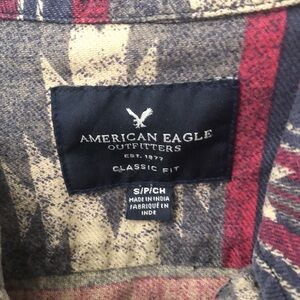 AMERICAN EAGLE
OUTFITTERS
EST. 1977
CLASSIC FIT
S/P/CH
MADE IN INDIA
FABRIQUÉ EN
INDE